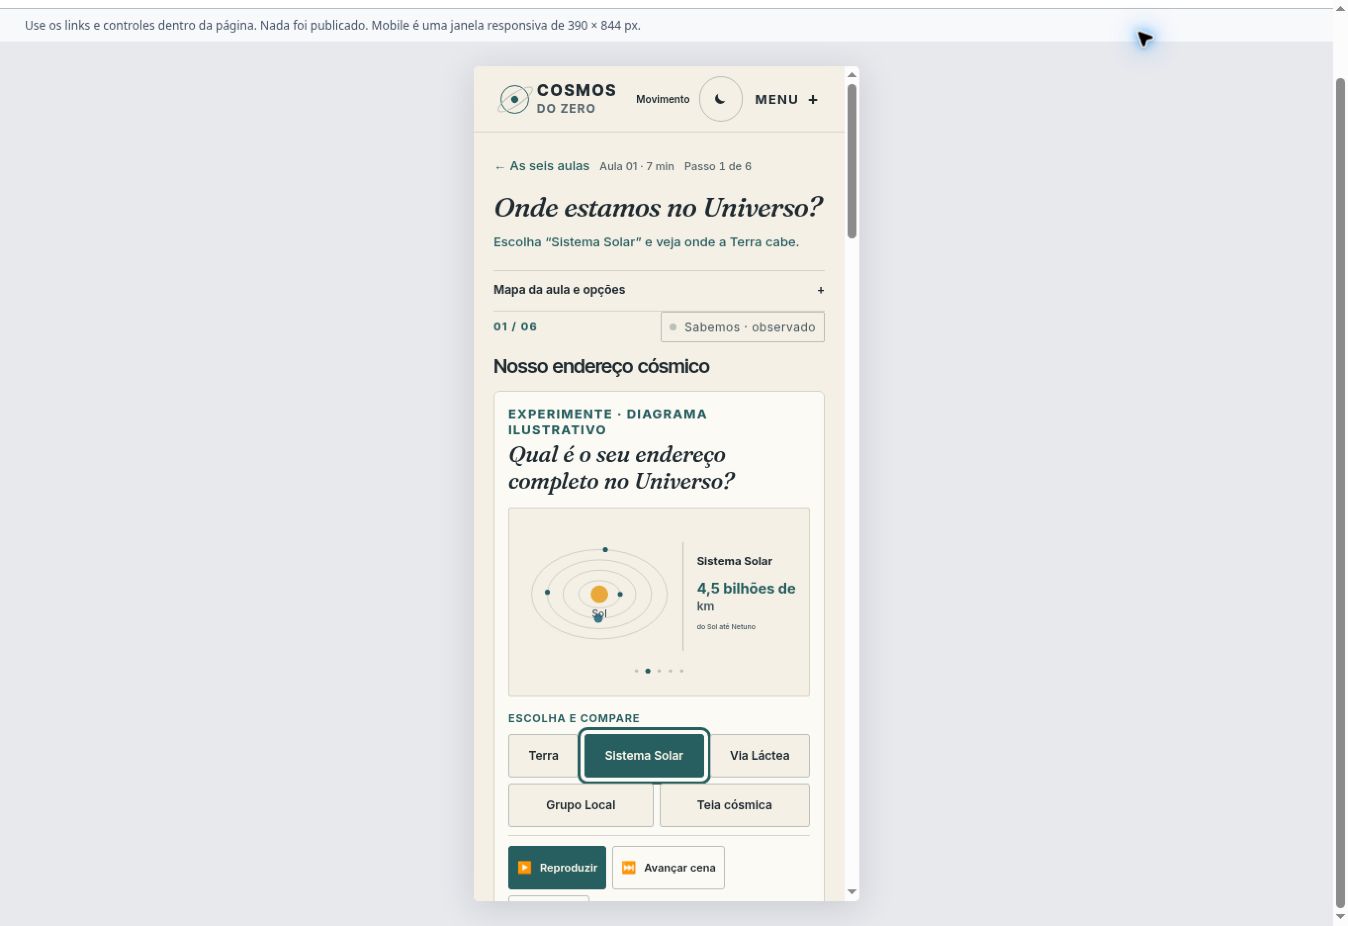 Use os links e controles dentro da página. Nada foi publicado. Mobile é uma janela responsiva de 390 × 844 px.
COSMOS
DO ZERO
Movimento
MENU +
← As seis aulas Aula 01 · 7 min Passo 1 de 6
Onde estamos no Universo?
Escolha “Sistema Solar” e veja onde a Terra cabe.
Mapa da aula e opções +
01 / 06 Sabemos · observado
Nosso endereço cósmico
EXPERIMENTE · DIAGRAMA
ILUSTRATIVO
Qual é o seu endereço
completo no Universo?
Sol
Sistema Solar
4,5 bilhões de
km
do Sol até Netuno
ESCOLHA E COMPARE
Terra Sistema Solar Via Láctea
Grupo Local Teia cósmica
Reproduzir Avançar cena